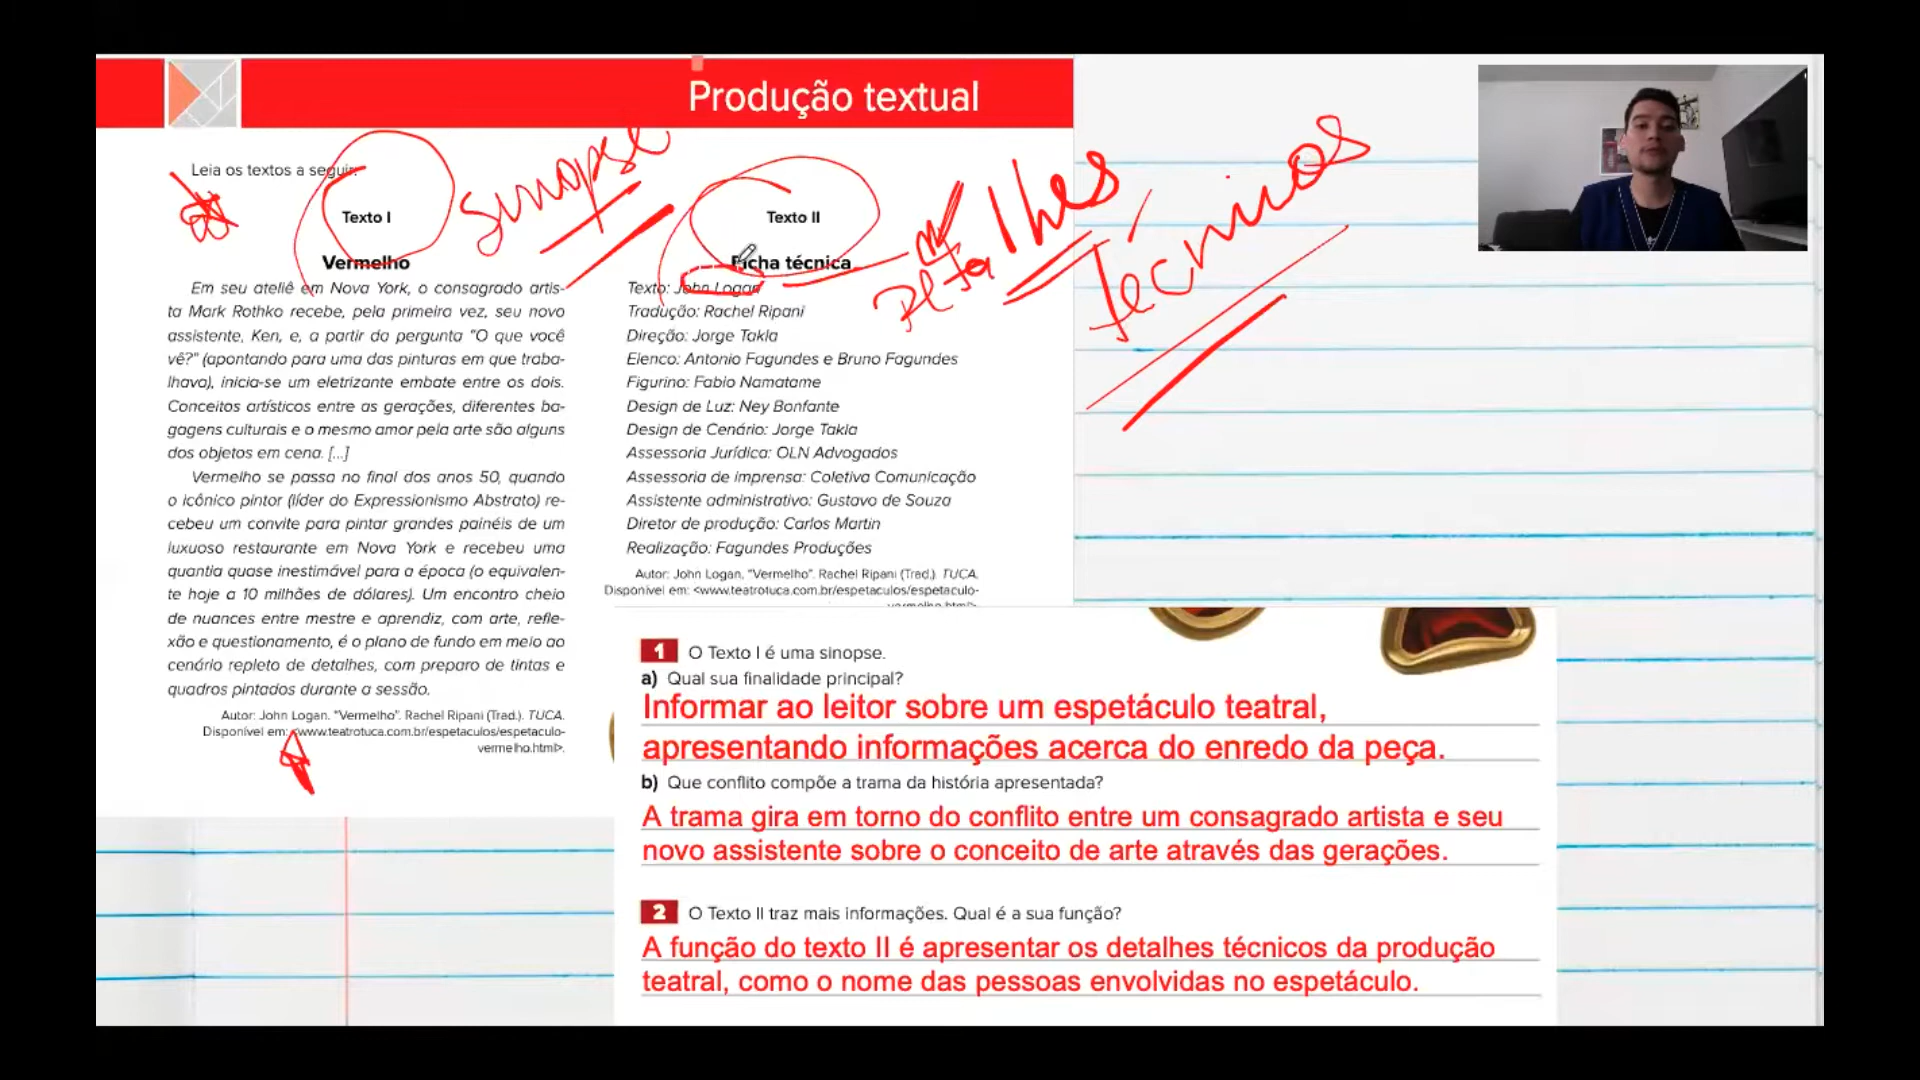 Produção textual
Leia os textos a seguir.
Texto I
sinopse
Vermelho
Em seu ateliê em Nova York, o consagrado artis-
ta Mark Rothko recebe, pela primeira vez, seu novo
assistente, Ken, e, a partir da pergunta "O que você
vê?" (apontando para uma das pinturas em que traba-
lhava), inicia-se um eletrizante embate entre os dois.
Conceitos artísticos entre as gerações, diferentes ba-
gagens culturais e o mesmo amor pela arte são alguns
dos objetos em cena. [...]
Vermelho se passa no final dos anos 50, quando
o icônico pintor (líder do Expressionismo Abstrato) re-
cebeu um convite para pintar grandes painéis de um
luxuoso restaurante em Nova York e recebeu uma
quantia quase inestimável para a época (o equivalen-
te hoje a 10 milhões de dólares). Um encontro cheio
de nuances entre mestre e aprendiz, com arte, refle-
xão e questionamento, é o plano de fundo em meio ao
cenário repleto de detalhes, com preparo de tintas e
quadros pintados durante a sessão.
Autor: John Logan. "Vermelho". Rachel Ripani (Trad.). TUCA.
Disponível em: <www.teatrotuca.com.br/espetaculos/espetaculo-
vermelho.html>.
Texto II
Detalhes
Técnicos
Ficha técnica
Texto: John Logan
Tradução: Rachel Ripani
Direção: Jorge Takla
Elenco: Antonio Fagundes e Bruno Fagundes
Figurino: Fabio Namatame
Design de Luz: Ney Bonfante
Design de Cenário: Jorge Takla
Assessoria Jurídica: OLN Advogados
Assessoria de imprensa: Coletiva Comunicação
Assistente administrativo: Gustavo de Souza
Diretor de produção: Carlos Martin
Realização: Fagundes Produções
Autor: John Logan. "Vermelho". Rachel Ripani (Trad.). TUCA.
Disponível em: <www.teatrotuca.com.br/espetaculos/espetaculo-
vermelho.html>.
1 O Texto I é uma sinopse.
a) Qual sua finalidade principal?
Informar ao leitor sobre um espetáculo teatral,
apresentando informações acerca do enredo da peça.
b) Que conflito compõe a trama da história apresentada?
A trama gira em torno do conflito entre um consagrado artista e seu
novo assistente sobre o conceito de arte através das gerações.
2 O Texto II traz mais informações. Qual é a sua função?
A função do texto II é apresentar os detalhes técnicos da produção
teatral, como o nome das pessoas envolvidas no espetáculo.